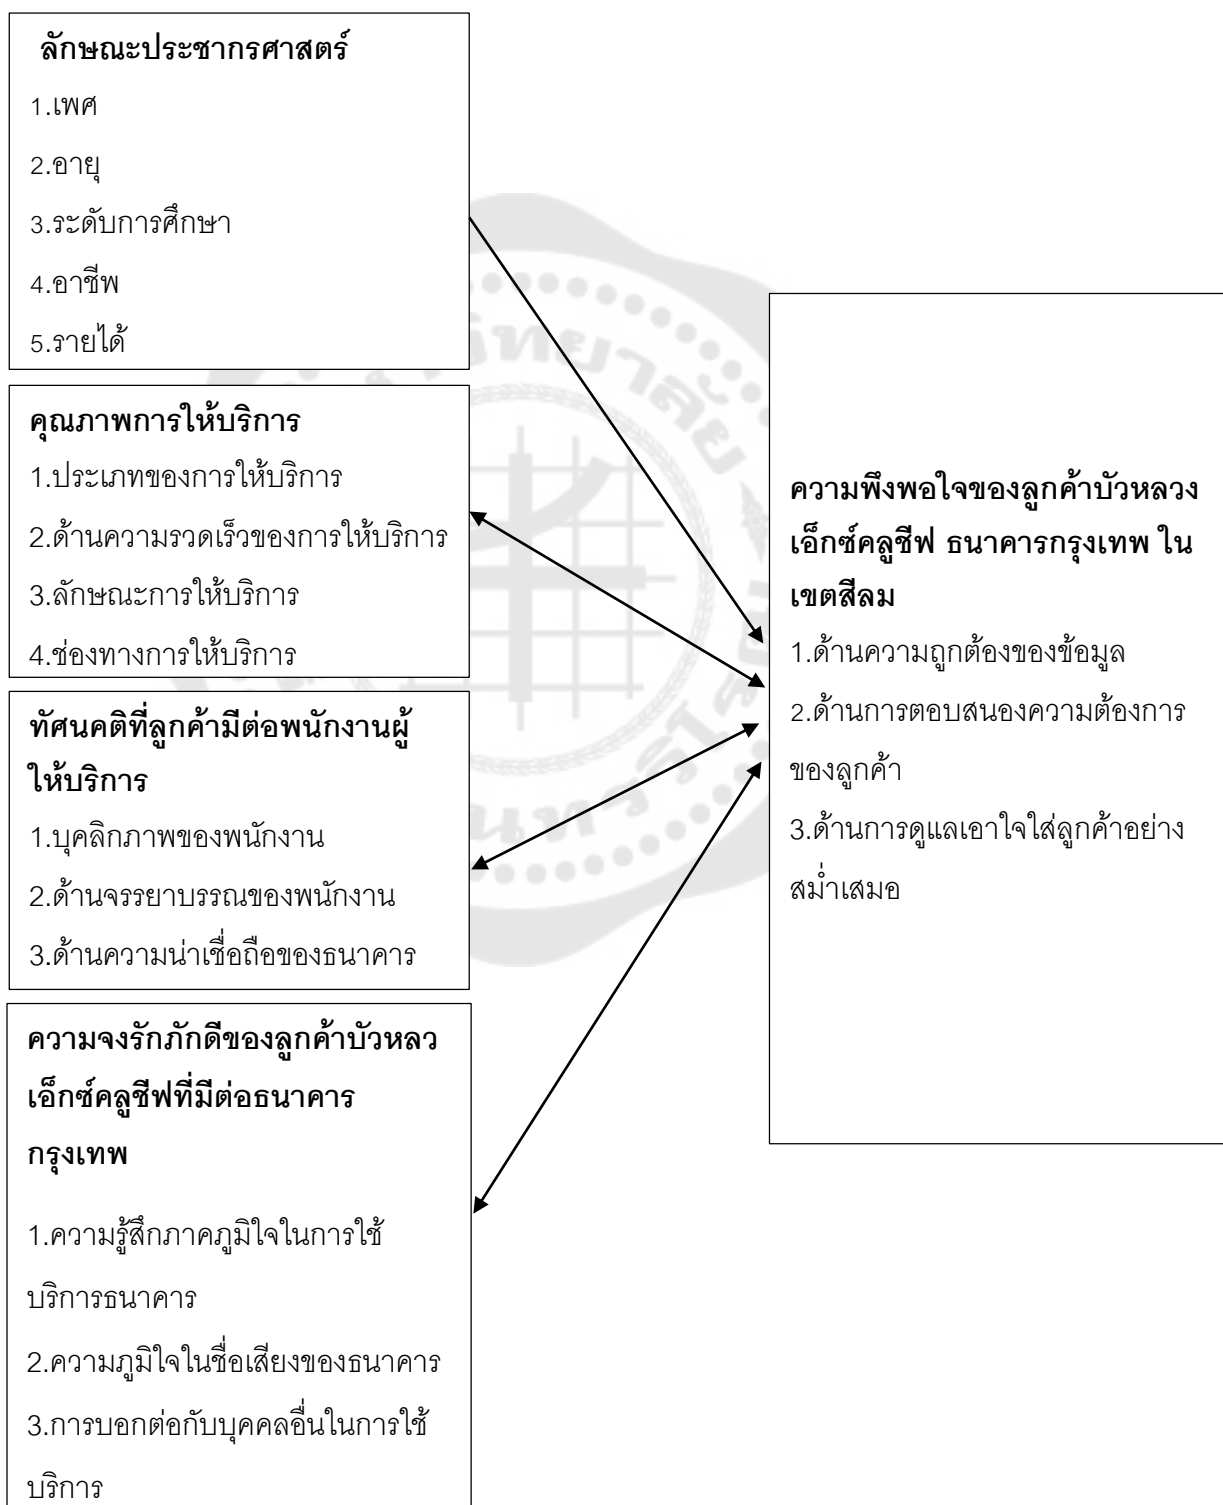 ลักษณะประชากรศาสตร์
1.เพศ
2.อายุ
3.ระดับการศึกษา
4.อาชีพ
5.รายได้
คุณภาพการให้บริการ
1.ประเภทของการให้บริการ
2.ด้านความรวดเร็วของการให้บริการ
3.ลักษณะการให้บริการ
4.ช่องทางการให้บริการ
ทัศนคติที่ลูกค้ามีต่อพนักงานผู้
ให้บริการ
1.บุคลิกภาพของพนักงาน
2.ด้านจรรยาบรรณของพนักงาน
3.ด้านความน่าเชื่อถือของธนาคาร
ความจงรักภักดีของลูกค้าบัวหลว
เอ็กซ์คลูซีฟที่มีต่อธนาคาร
กรุงเทพ
1.ความรู้สึกภาคภูมิใจในการใช้
บริการธนาคาร
2.ความภูมิใจในชื่อเสียงของธนาคาร
3.การบอกต่อกับบุคคลอื่นในการใช้
บริการ
ความพึงพอใจของลูกค้าบัวหลวง
เอ็กซ์คลูซีฟ ธนาคารกรุงเทพ ใน
เขตสีลม
1.ด้านความถูกต้องของข้อมูล
2.ด้านการตอบสนองความต้องการ
ของลูกค้า
3.ด้านการดูแลเอาใจใส่ลูกค้าอย่าง
สม่ำเสมอ